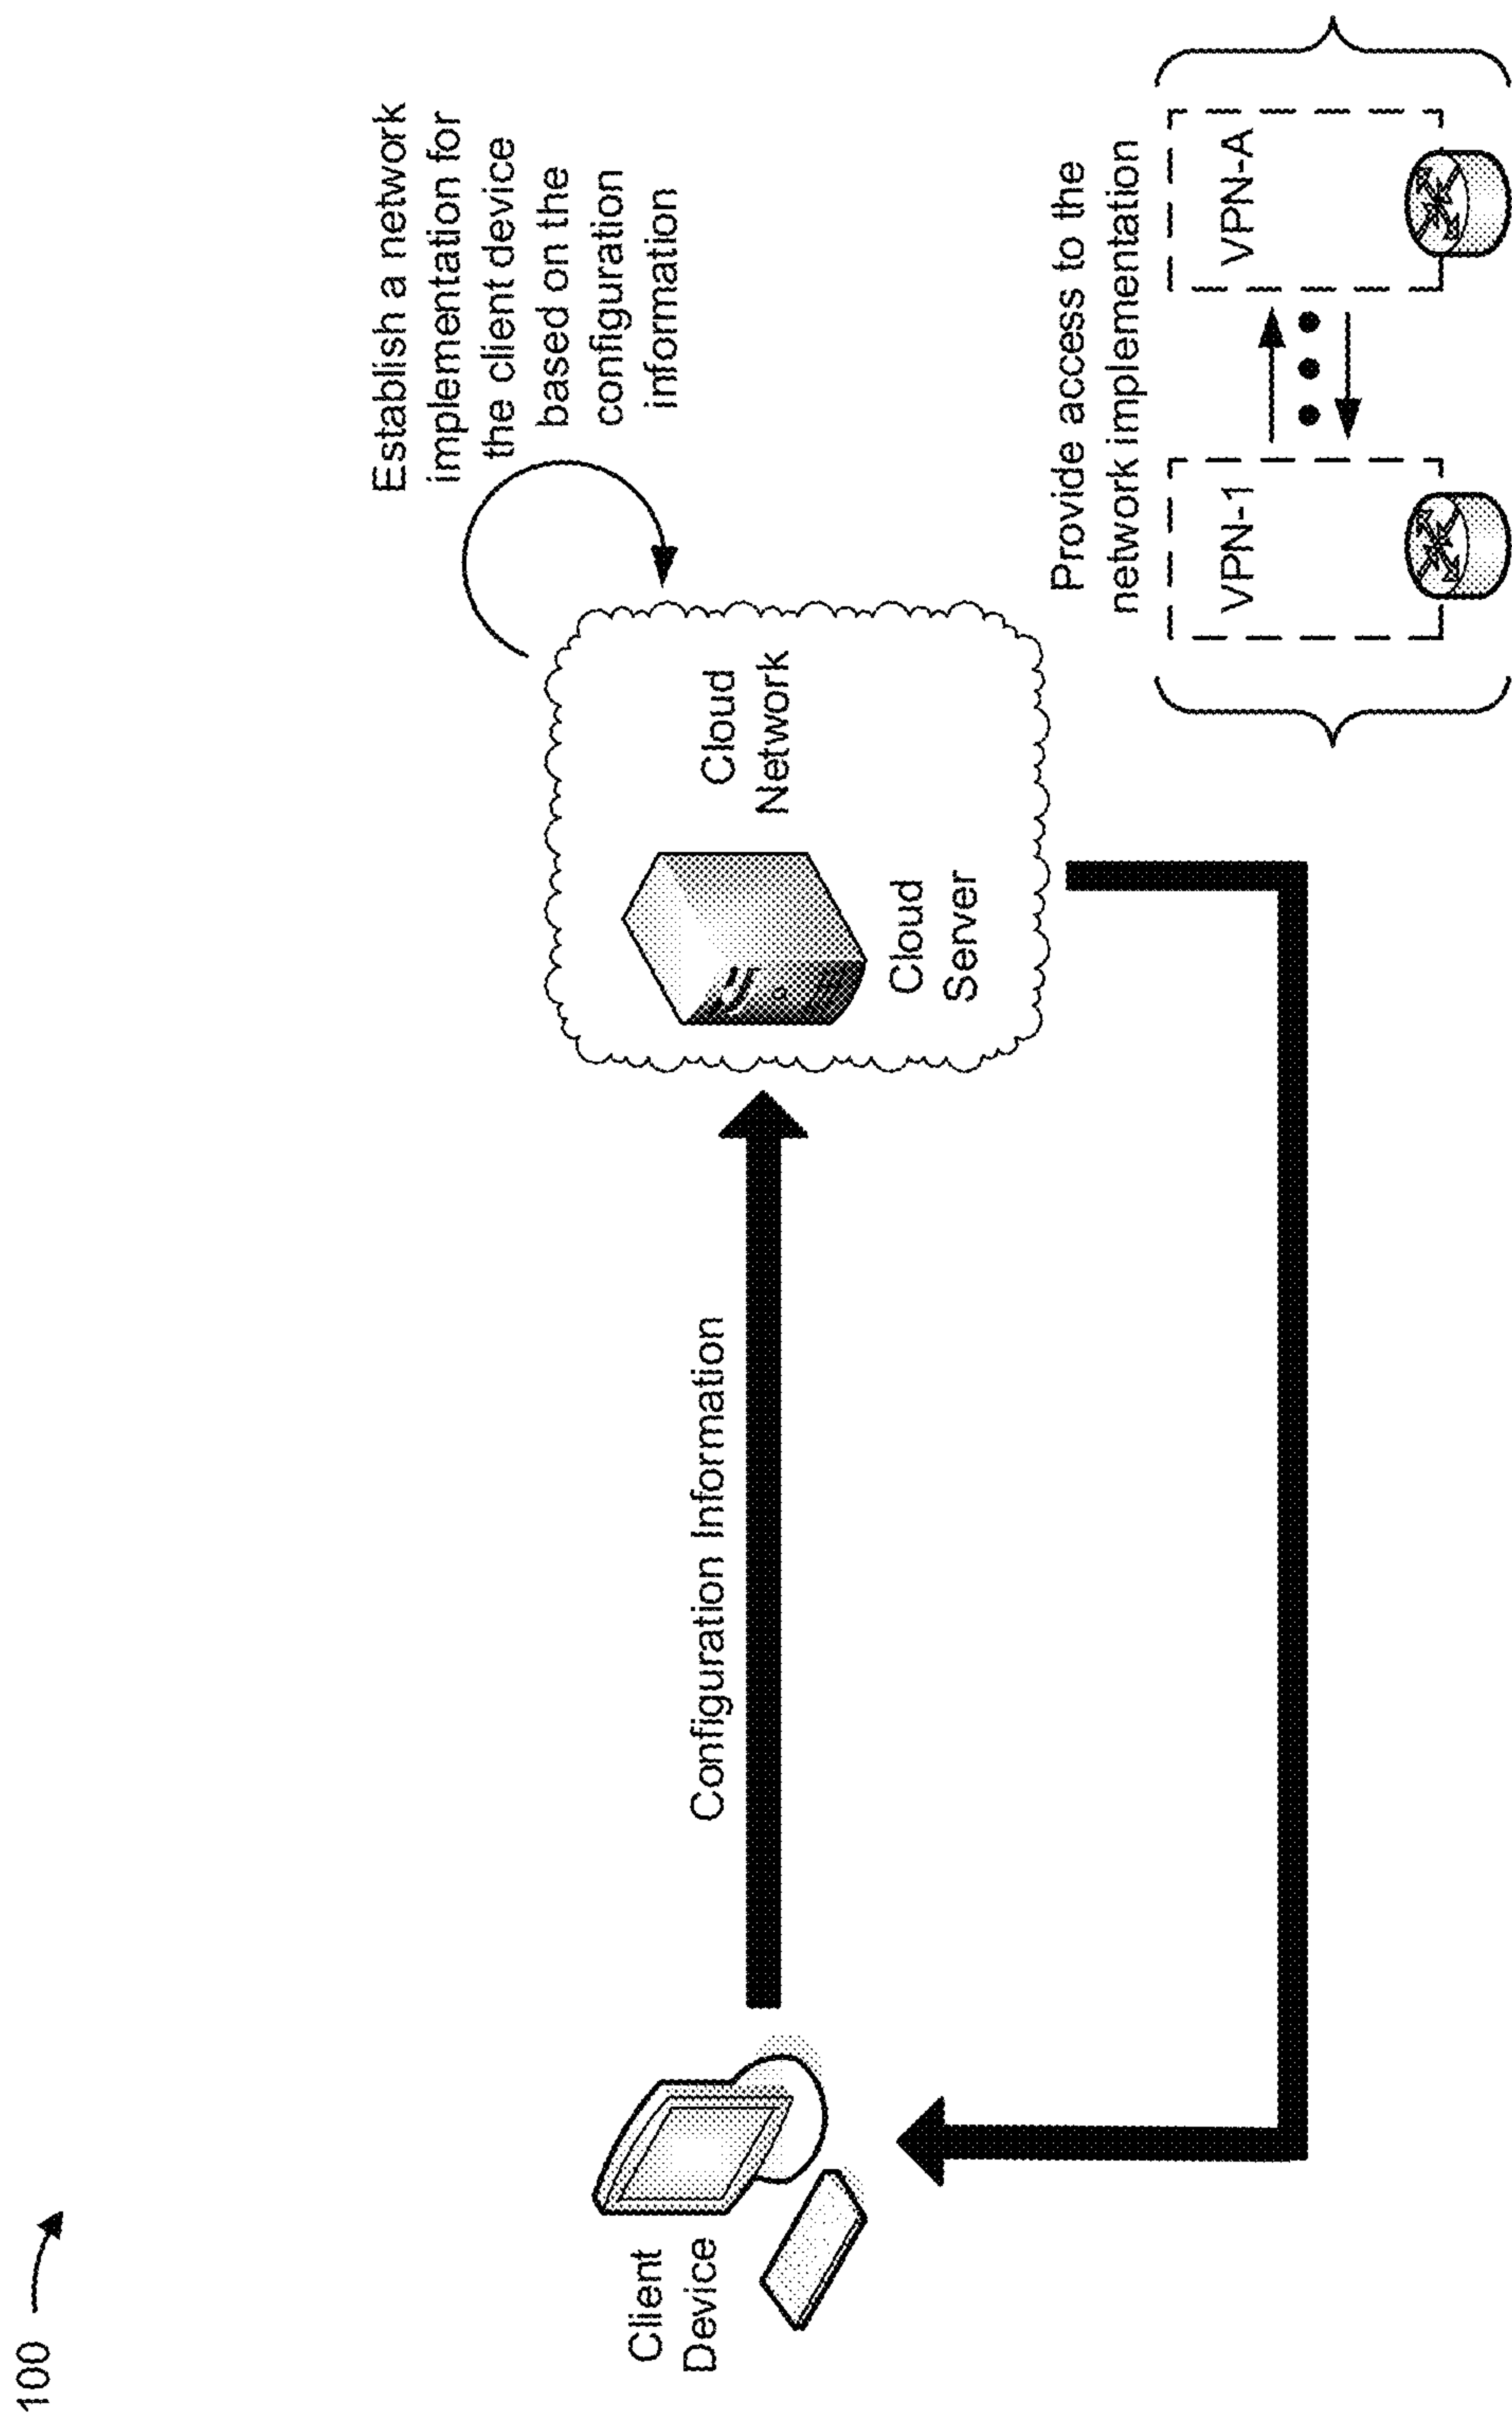 100
Establish a network
implementation for
the client device
based on the
configuration
information
Client
Device
Configuration Information
Cloud
Network
Cloud
Server
Provide access to the
network implementation
VPN-1
VPN-A